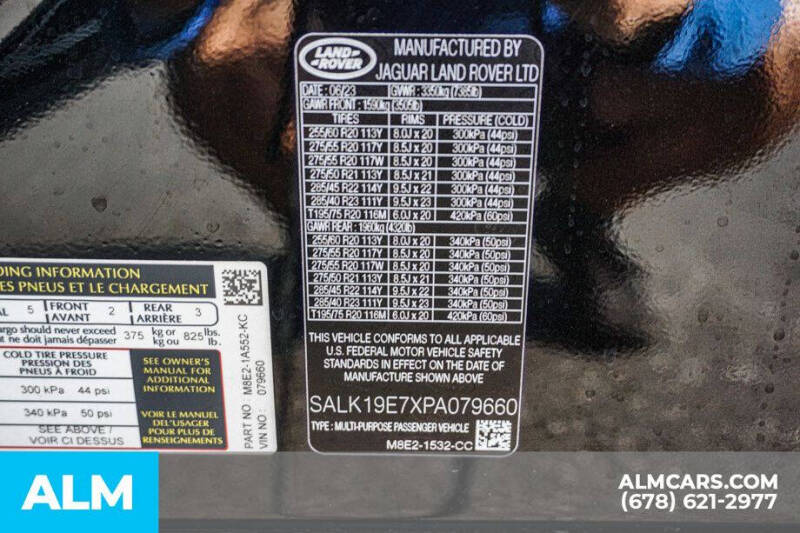 LAND
ROVER
MANUFACTURED BY
JAGUAR LAND ROVER LTD
DATE : 06/23 GVWR : 3350kg (7385lb)
GAWR FRONT : 1590kg (3505lb)
TIRES RIMS PRESSURE (COLD)
255/60 R20 113Y 8.0J x 20 300kPa (44psi)
275/55 R20 117Y 8.5J x 20 300kPa (44psi)
275/55 R20 117W 8.5J x 20 300kPa (44psi)
275/50 R21 113Y 8.5J x 21 300kPa (44psi)
285/45 R22 114Y 9.5J x 22 300kPa (44psi)
285/40 R23 111Y 9.5J x 23 300kPa (44psi)
T195/75 R20 116M 6.0J x 20 420kPa (60psi)
GAWR REAR : 1960kg (4320lb)
255/60 R20 113Y 8.0J x 20 340kPa (50psi)
275/55 R20 117Y 8.5J x 20 340kPa (50psi)
275/55 R20 117W 8.5J x 20 340kPa (50psi)
275/50 R21 113Y 8.5J x 21 340kPa (50psi)
285/45 R22 114Y 9.5J x 22 340kPa (50psi)
285/40 R23 111Y 9.5J x 23 340kPa (50psi)
T195/75 R20 116M 6.0J x 20 420kPa (60psi)
THIS VEHICLE CONFORMS TO ALL APPLICABLE
U.S. FEDERAL MOTOR VEHICLE SAFETY
STANDARDS IN EFFECT ON THE DATE OF
MANUFACTURE SHOWN ABOVE
SALK19E7XPA079660
TYPE : MULTI-PURPOSE PASSENGER VEHICLE
M8E2-1532-CC
DING INFORMATION
ES PNEUS ET LE CHARGEMENT
AL 5 FRONT AVANT 2 REAR ARRIÈRE 3
argo should never exceed 375 kg or 825 lbs.
t ne doit jamais dépasser kg ou lb.
COLD TIRE PRESSURE
PRESSION DES
PNEUS À FROID
300 kPa 44 psi
340 kPa 50 psi
SEE ABOVE /
VOIR CI DESSUS
SEE OWNER'S
MANUAL FOR
ADDITIONAL
INFORMATION
VOIR LE MANUEL
DEL'USAGER
POUR PLUS DE
RENSEIGNEMENTS
PART NO M8E2-1A552-KC
VIN NO : 079660
ALM
ALMCARS.COM
(678) 621-2977